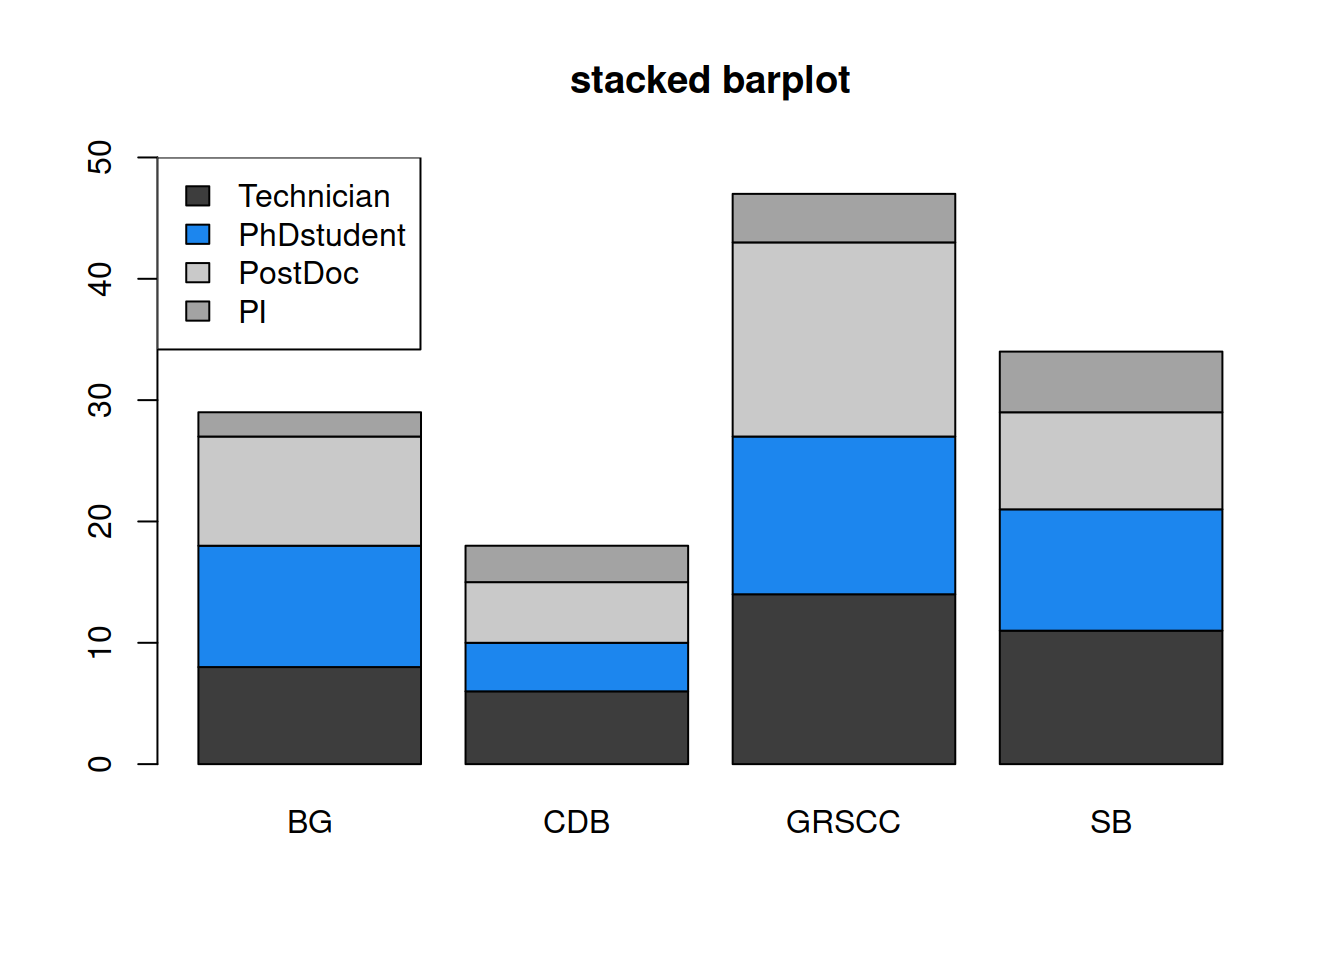 stacked barplot
50
40
30
20
10
0
Technician
PhDstudent
PostDoc
PI
BG CDB GRSCC SB